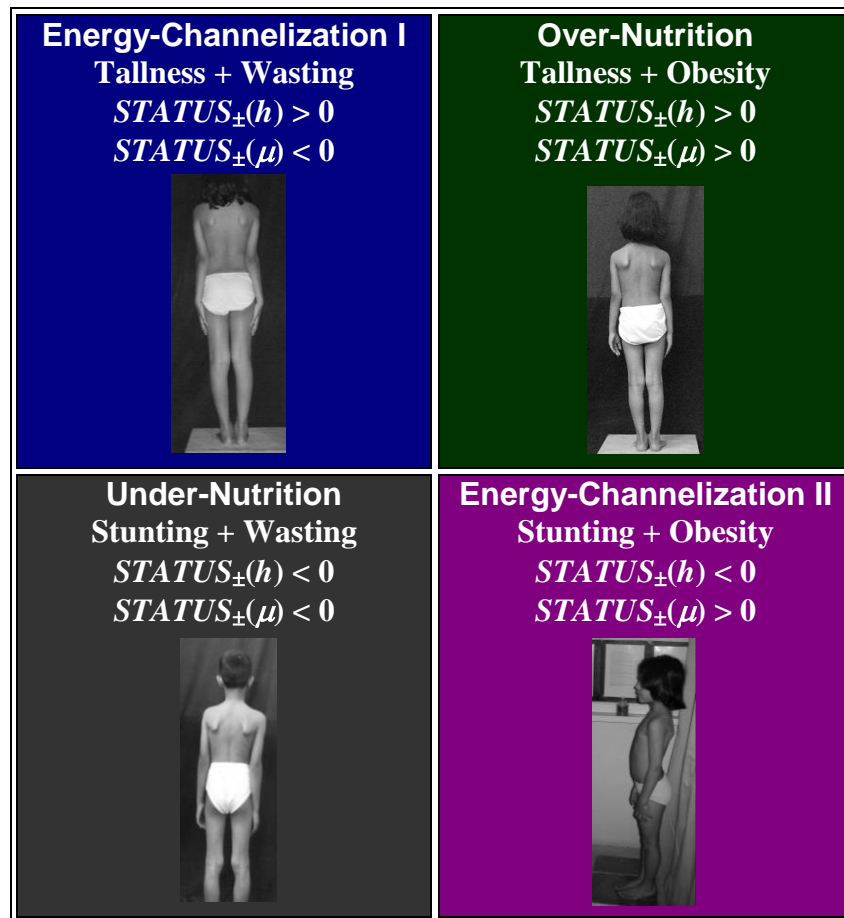 Energy-Channelization I
Tallness + Wasting
STATUS±(h) > 0
STATUS±(μ) < 0
Over-Nutrition
Tallness + Obesity
STATUS±(h) > 0
STATUS±(μ) > 0
Under-Nutrition
Stunting + Wasting
STATUS±(h) < 0
STATUS±(μ) < 0
Energy-Channelization II
Stunting + Obesity
STATUS±(h) < 0
STATUS±(μ) > 0